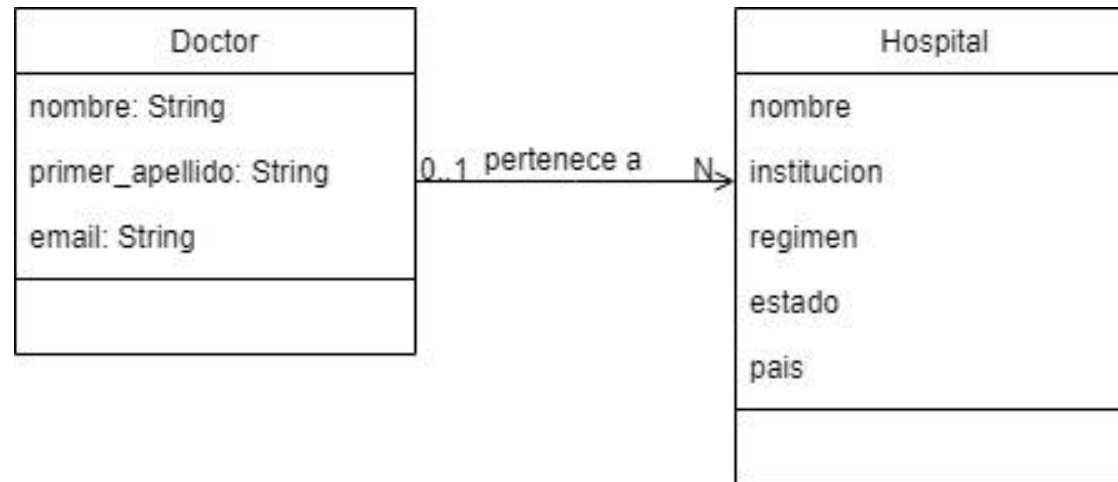 Doctor
nombre: String
primer_apellido: String
email: String
0..1 pertenece a N
Hospital
nombre
institucion
regimen
estado
pais